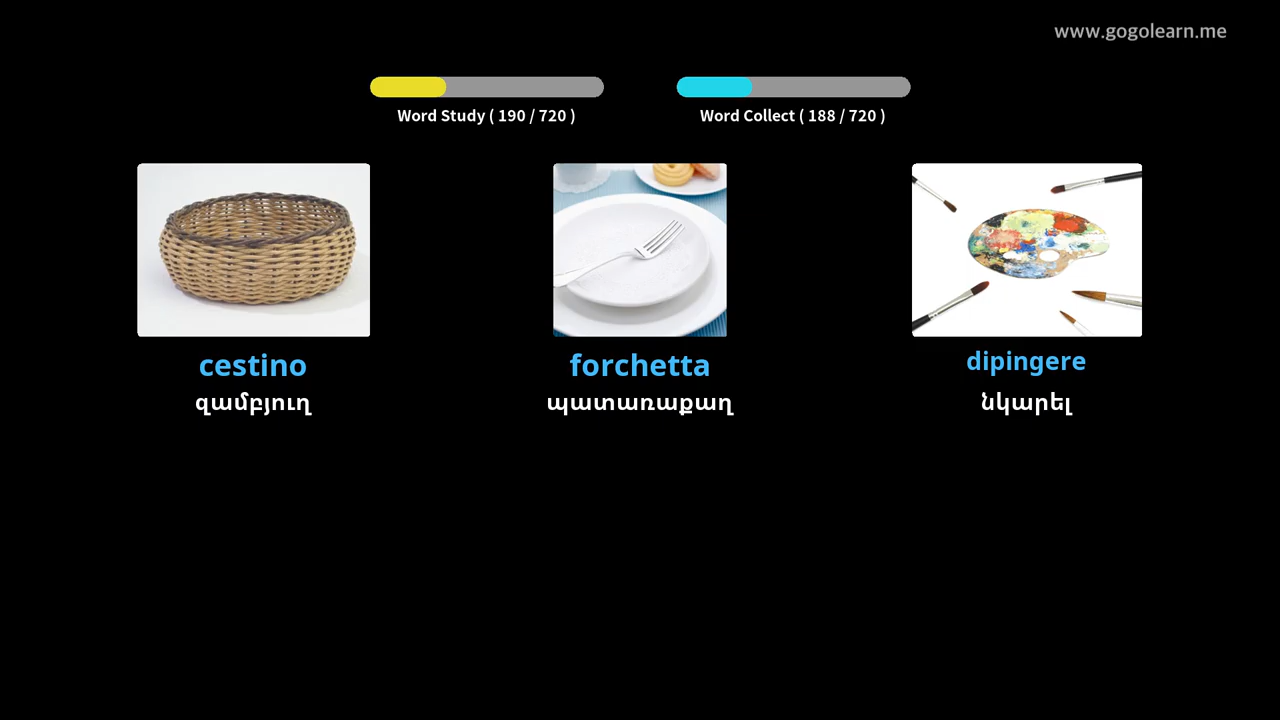 www.gogolearn.me
Word Study ( 190 / 720 )
Word Collect ( 188 / 720 )
cestino
զամբյուղ
forchetta
պատառաքաղ
dipingere
նկարել